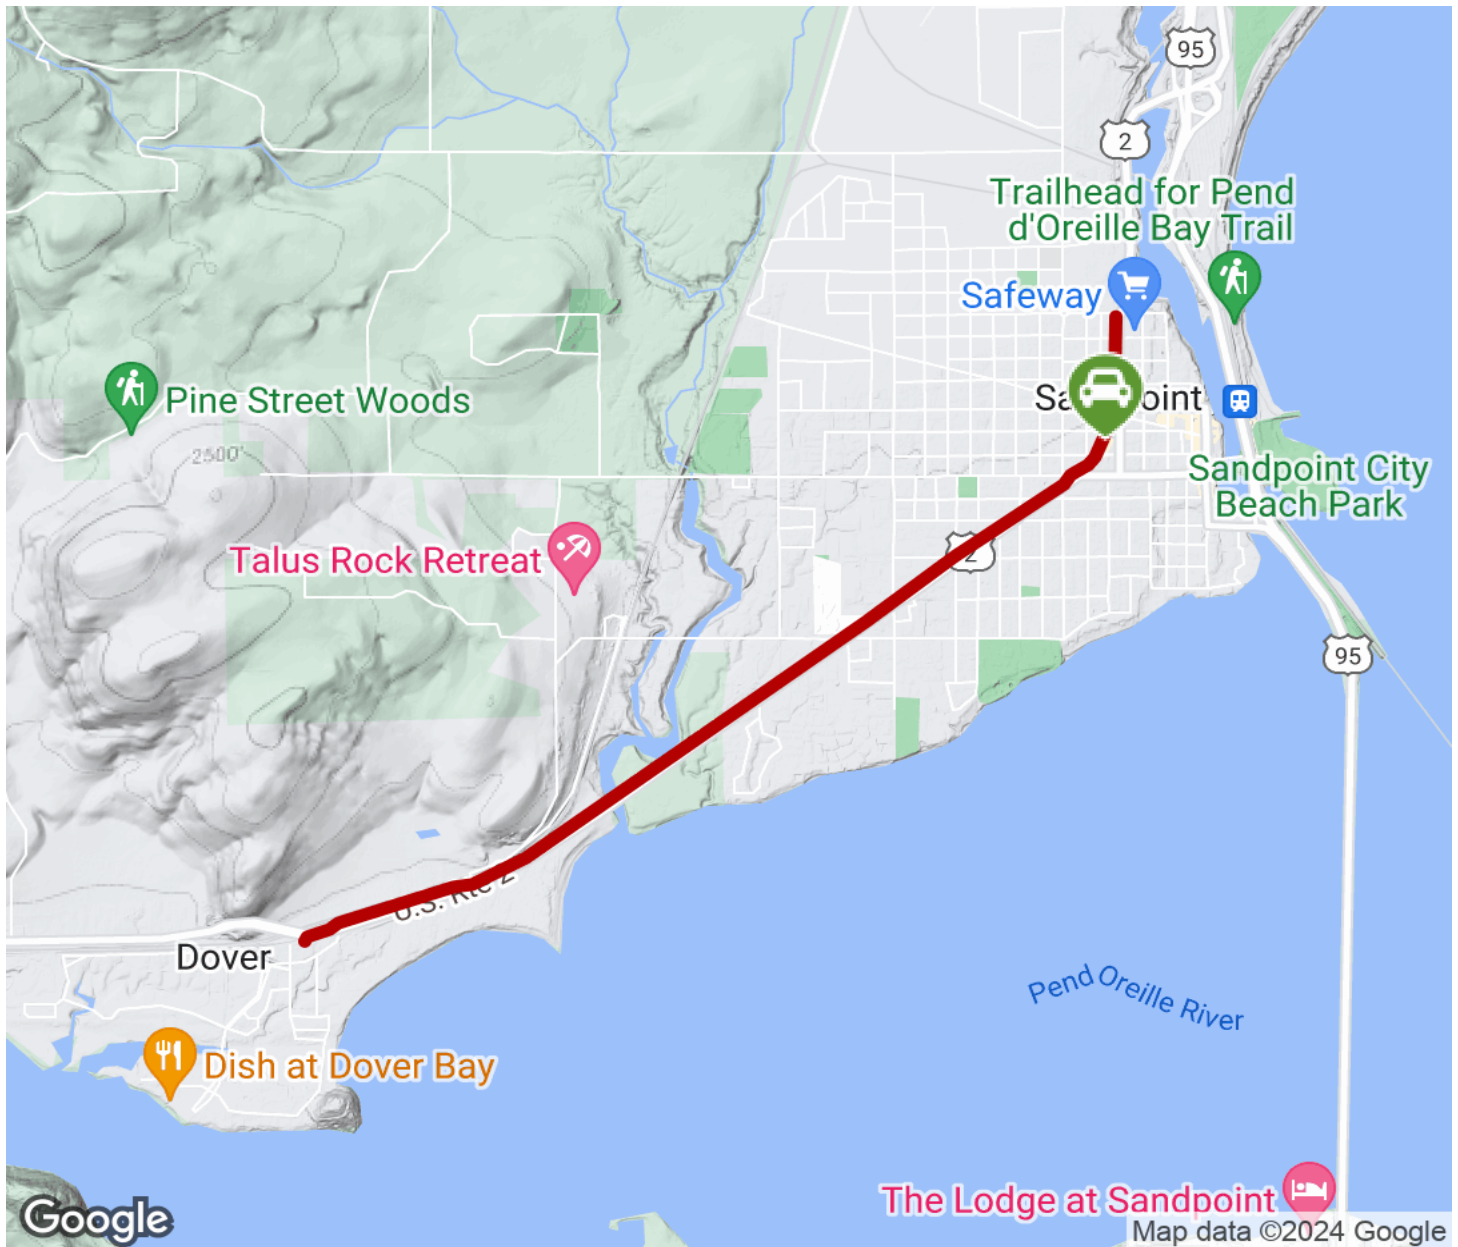 95
2
Trailhead for Pend
d'Oreille Bay Trail
Safeway
Pine Street Woods
Sa
oint
2500'
Sandpoint City
Beach Park
Talus Rock Retreat
2
95
U.S. Rte 2
Dover
Pend Oreille River
Dish at Dover Bay
The Lodge at Sandpoint
Google
Map data ©2024 Google